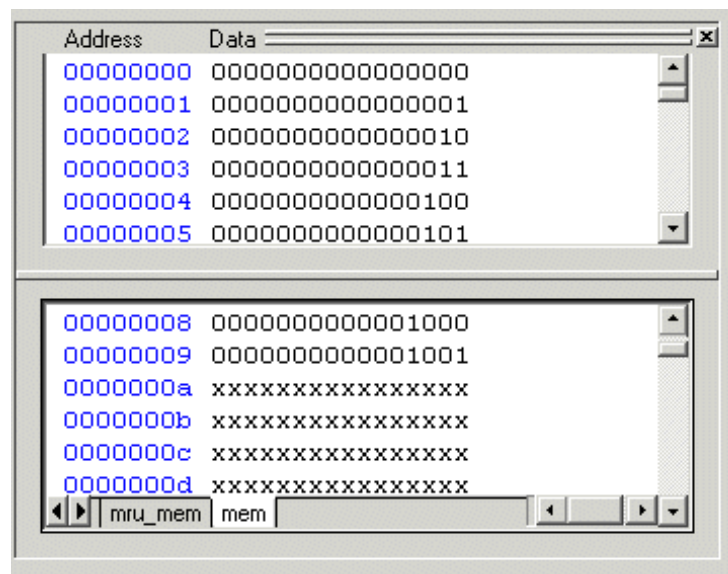 Address Data
00000000 0000000000000000
00000001 0000000000000001
00000002 0000000000000010
00000003 0000000000000011
00000004 0000000000000100
00000005 0000000000000101
00000008 0000000000001000
00000009 0000000000001001
0000000a xxxxxxxxxxxxxxxx
0000000b xxxxxxxxxxxxxxxx
0000000c xxxxxxxxxxxxxxxx
0000000d xxxxxxxxxxxxxxxx
mru_mem mem